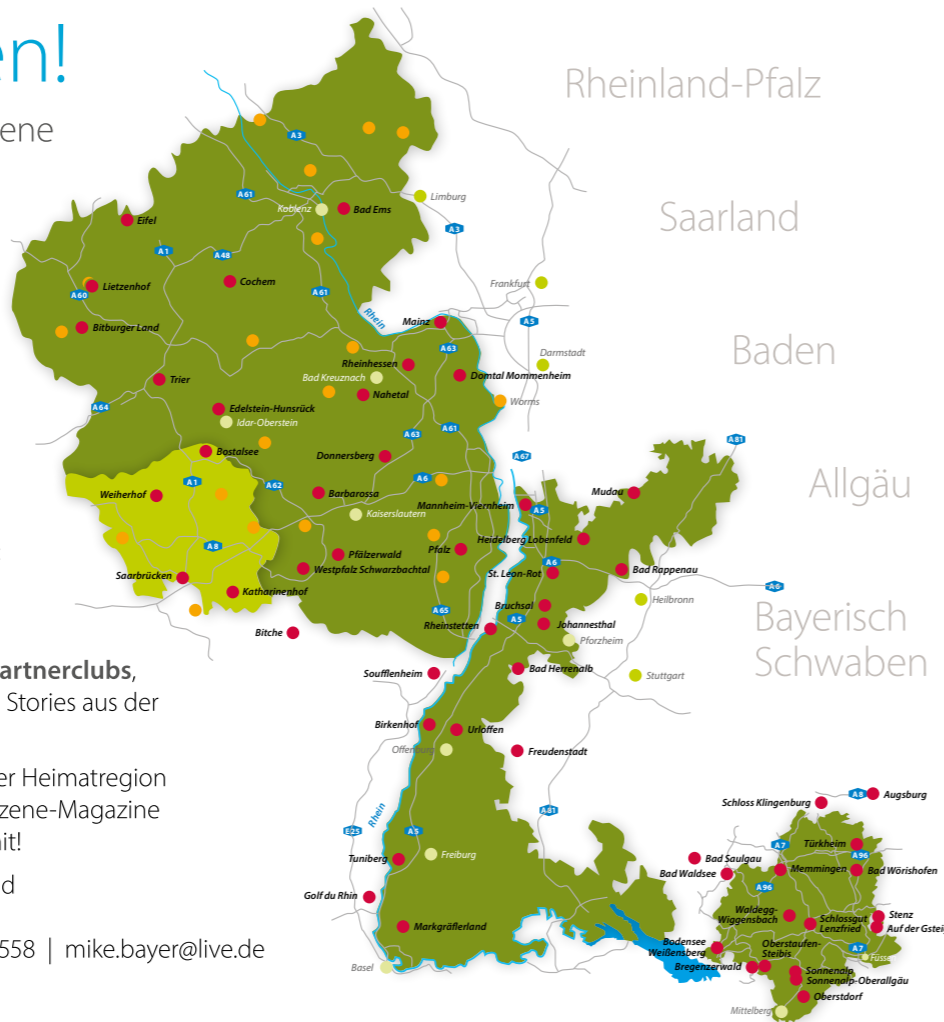 en!
ene
Rheinland-Pfalz
Saarland
Baden
Allgäu
Bayerisch
Schwaben
A3
A61
Limburg
Koblenz
Bad Ems
Eifel
A3
A1
A48
Frankfurt
Lietzenhof
Cochem
A60
A61
Rhein
A5
Bitburger Land
Mainz
A63
Darmstadt
Rheinhessen
Domtal Mommenheim
Bad Kreuznach
Trier
Nahetal
Worms
A64
Edelstein-Hunsrück
Idar-Oberstein
A63
A61
A81
Bostalsee
Donnersberg
A67
A1
A62
A6
Weiherhof
Barbarossa
Mudau
Mannheim-Viernheim
A5
Kaiserslautern
Heidelberg Lobenfeld
A8
Pfälzerwald
Pfalz
A6
Westpfalz Schwarzbachtal
St. Leon-Rot
Bad Rappenau
A6
Saarbrücken
Katharinenhof
Heilbronn
A65
Bruchsal
A5
Johannesthal
Rheinstetten
Bitche
Pforzheim
Soufflenheim
Bad Herrenalb
Stuttgart
artnerclubs,
Stories aus der
Birkenhof
Urloffen
Offenburg
Freudenstadt
er Heimatregion
zene-Magazine
it!
d
558 | mike.bayer@live.de
A81
E25
Rhein
A5
Freiburg
Tuniberg
Golf du Rhin
Markgräflerland
Basel
Schloss Klingenburg
A8
Augsburg
A7
Türkheim
A96
Bad Saulgau
Memmingen
Bad Wörishofen
Bad Waldsee
A96
Waldegg-
Wiggensbach
Schlossgut
Lenzfried
Stenz
Auf der Gsteig
Bodensee
Weißensberg
Oberstaufen-
Steibis
A7
Füsse
Bregenzerwald
Sonnenalp
Sonnenalp-Oberallgäu
Oberstdorf
Mittelberg